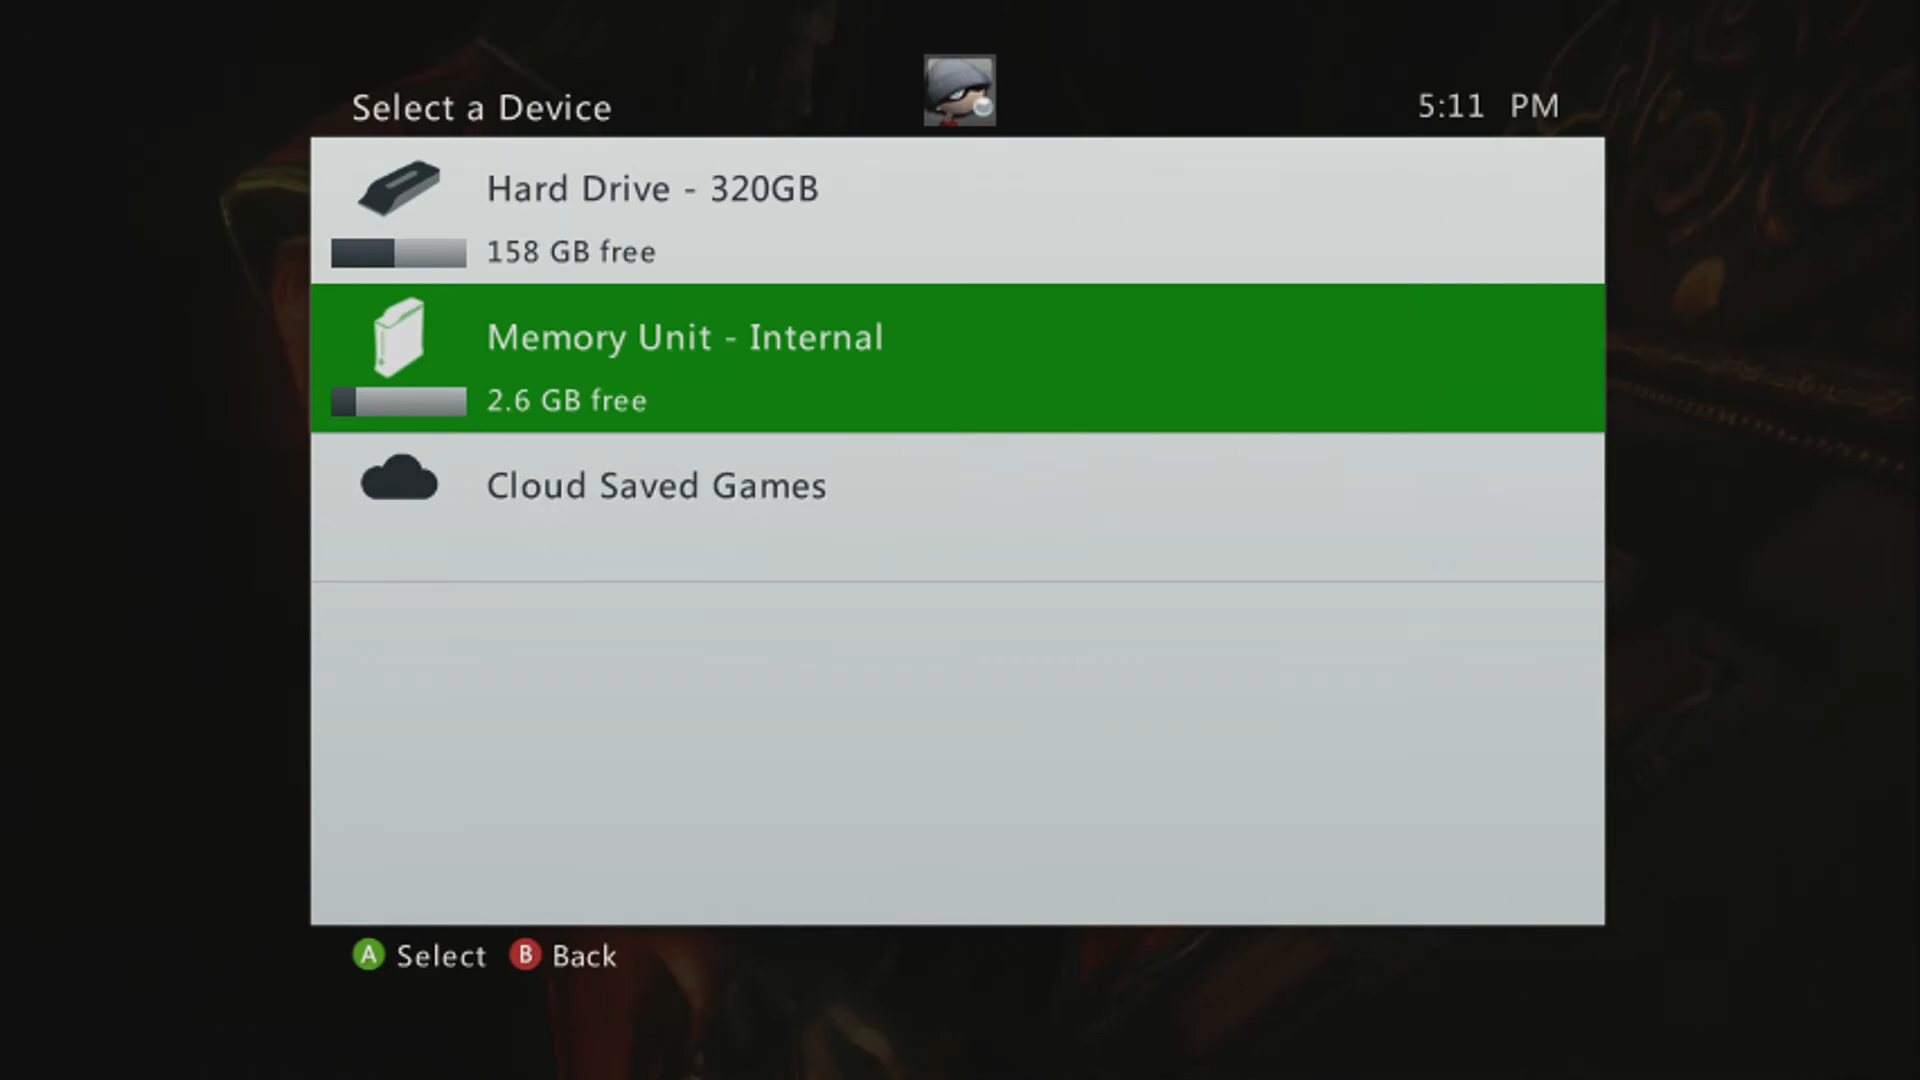 Select a Device
5:11 PM
Hard Drive - 320GB
158 GB free
Memory Unit - Internal
2.6 GB free
Cloud Saved Games
A Select B Back